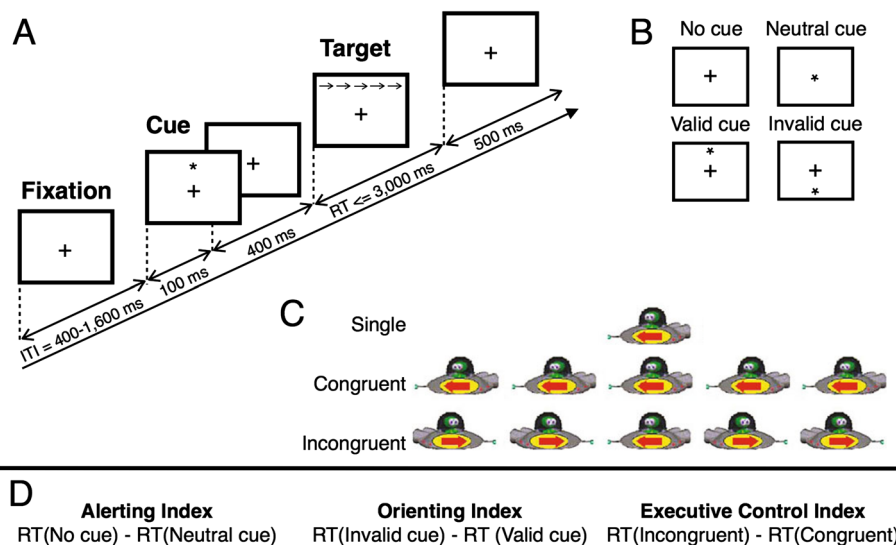 A
Fixation
Cue
Target
ITI = 400-1,600 ms
100 ms
400 ms
RT <= 3,000 ms
500 ms
B
No cue
Neutral cue
Valid cue
Invalid cue
C
Single
Congruent
Incongruent
D
Alerting Index
RT(No cue) - RT(Neutral cue)
Orienting Index
RT(Invalid cue) - RT (Valid cue)
Executive Control Index
RT(Incongruent) - RT(Congruent)